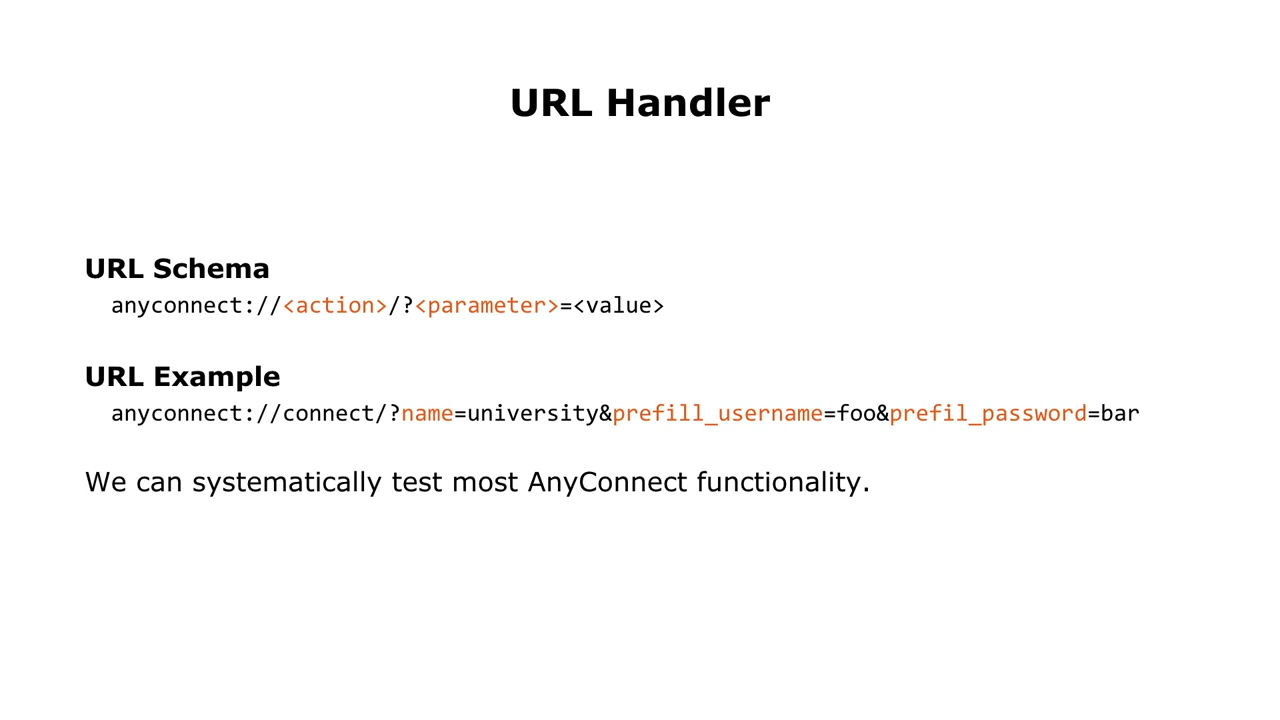 URL Handler
URL Schema
anyconnect://<action>/?<parameter>=<value>
URL Example
anyconnect://connect/?name=university&prefill_username=foo&prefil_password=bar
We can systematically test most AnyConnect functionality.